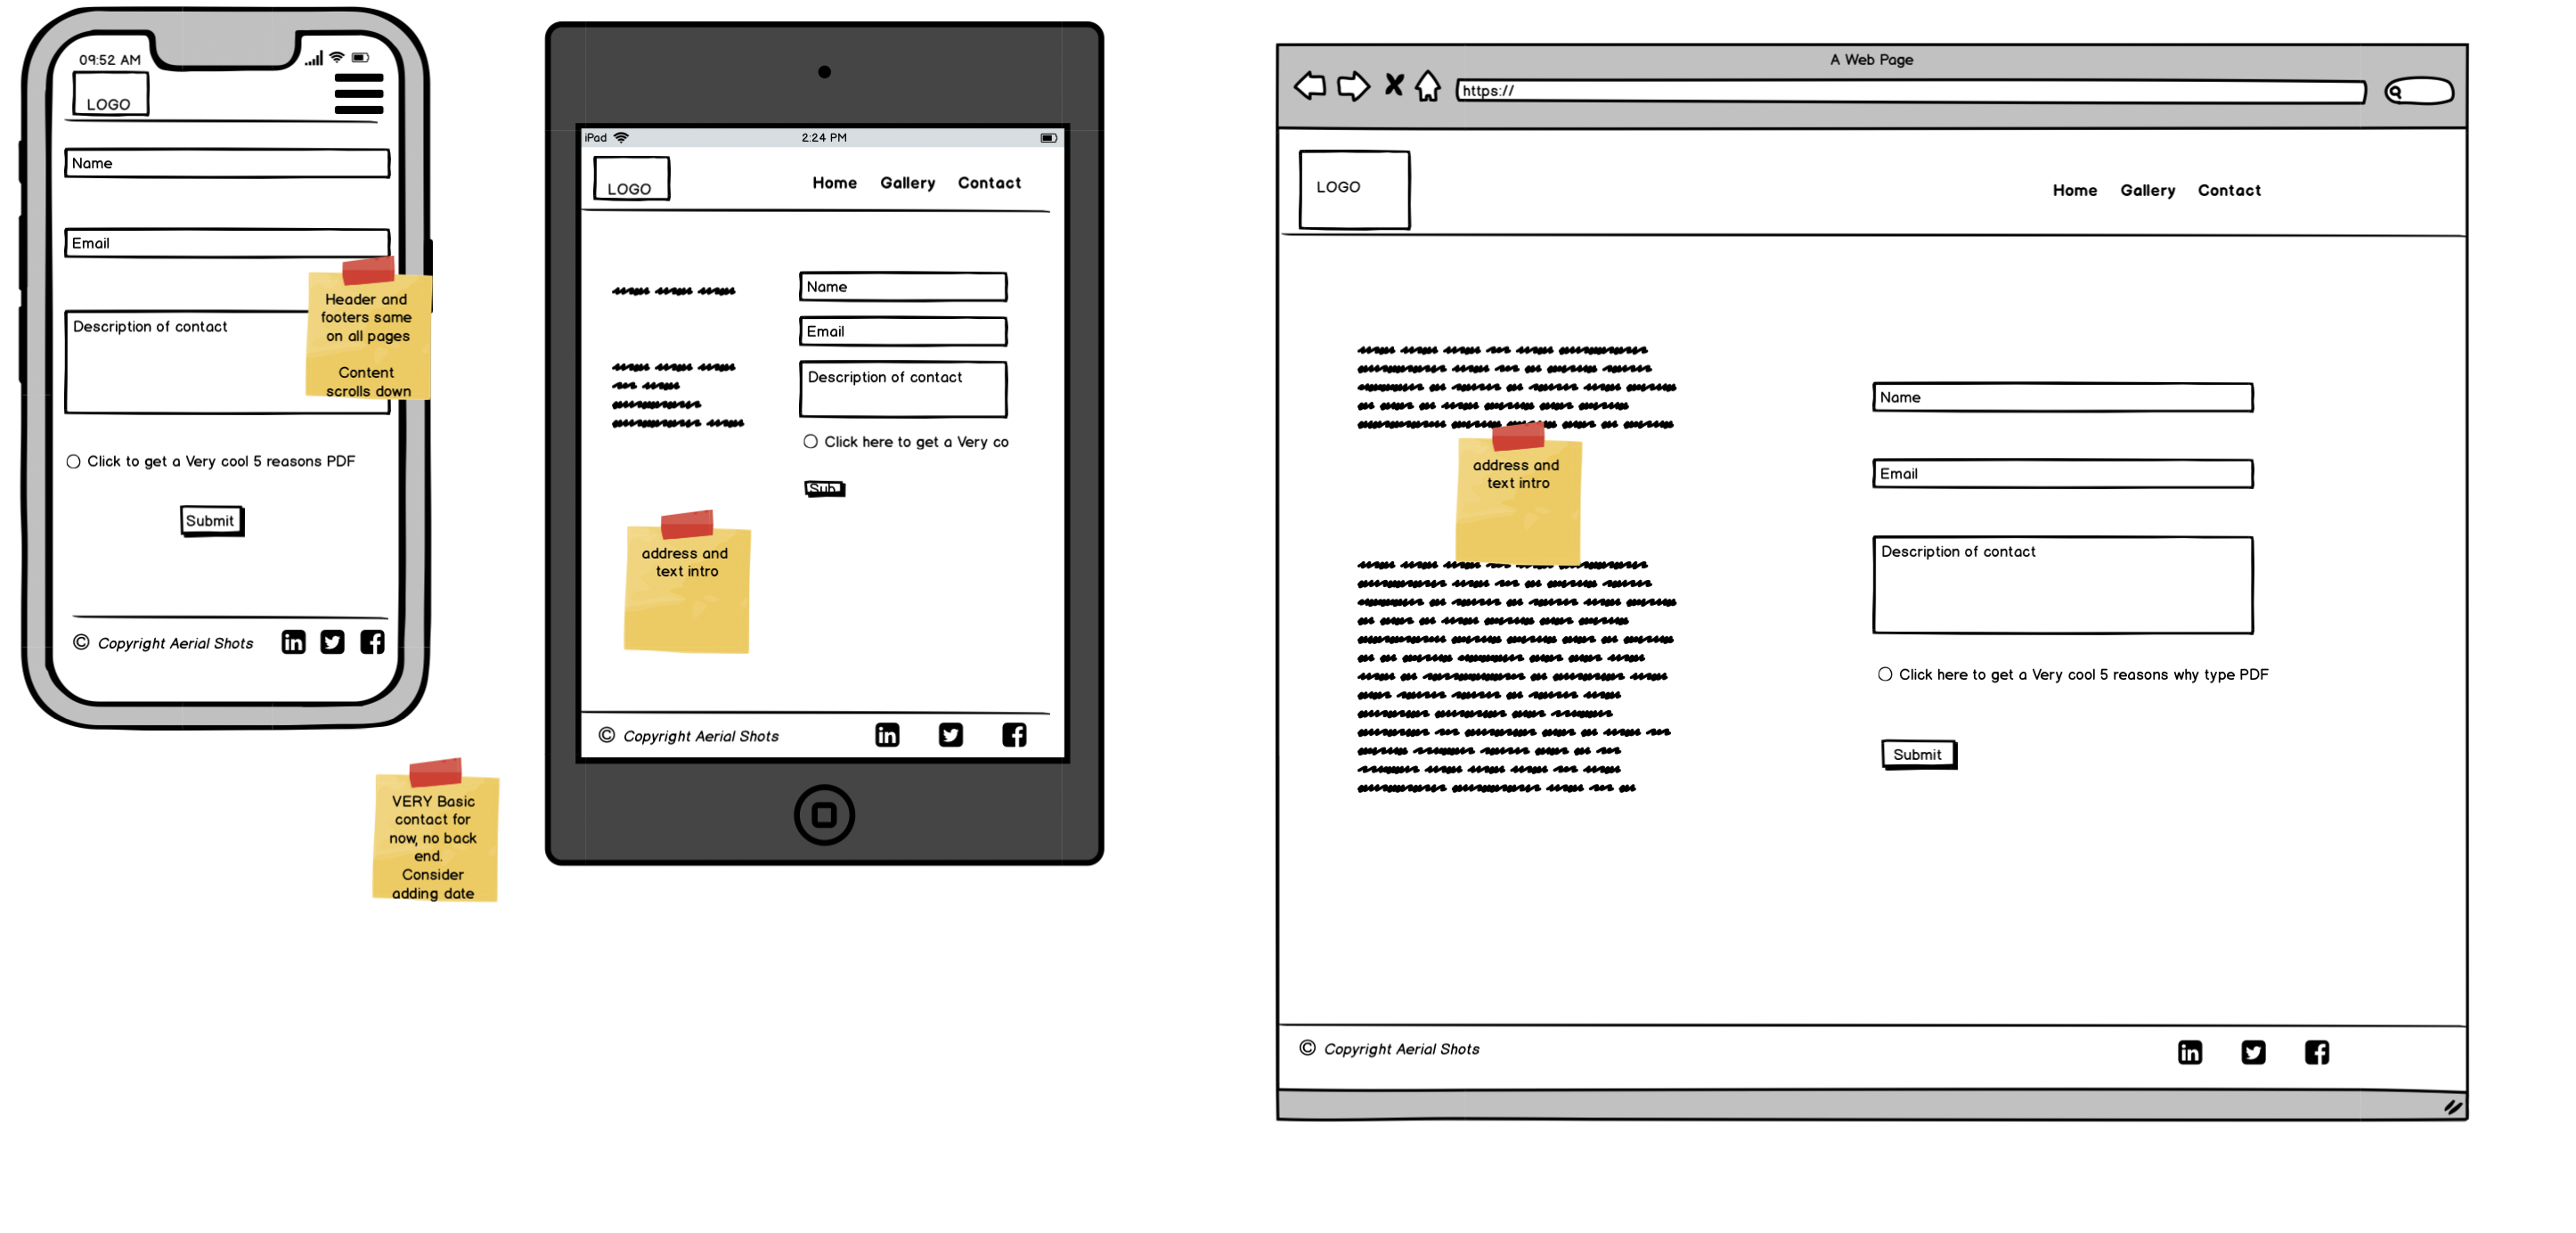 09:52 AM
LOGO
Name
Email
Header and
footers same
on all pages
Content
scrolls down
Description of contact
Click to get a Very cool 5 reasons PDF
Submit
© Copyright Aerial Shots
VERY Basic
contact for
now, no back
end.
Consider
adding date
iPad
2:24 PM
LOGO
Home Gallery Contact
Name
Email
Description of contact
Click here to get a Very co
Sub
address and
text intro
© Copyright Aerial Shots
A Web Page
https://
LOGO
Home Gallery Contact
address and
text intro
Name
Email
Description of contact
Click here to get a Very cool 5 reasons why type PDF
Submit
© Copyright Aerial Shots